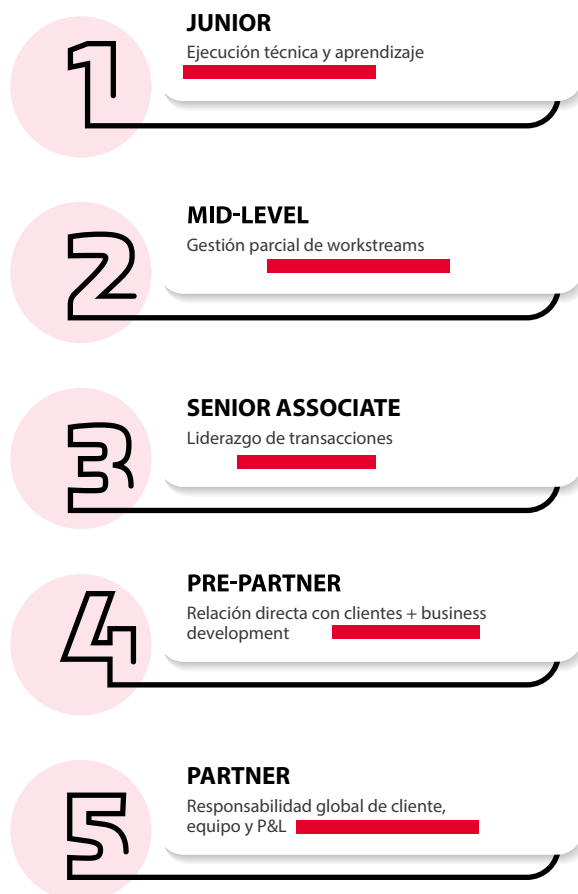 1
JUNIOR
Ejecución técnica y aprendizaje
2
MID-LEVEL
Gestión parcial de workstreams
3
SENIOR ASSOCIATE
Liderazgo de transacciones
4
PRE-PARTNER
Relación directa con clientes + business
development
5
PARTNER
Responsabilidad global de cliente,
equipo y P&L